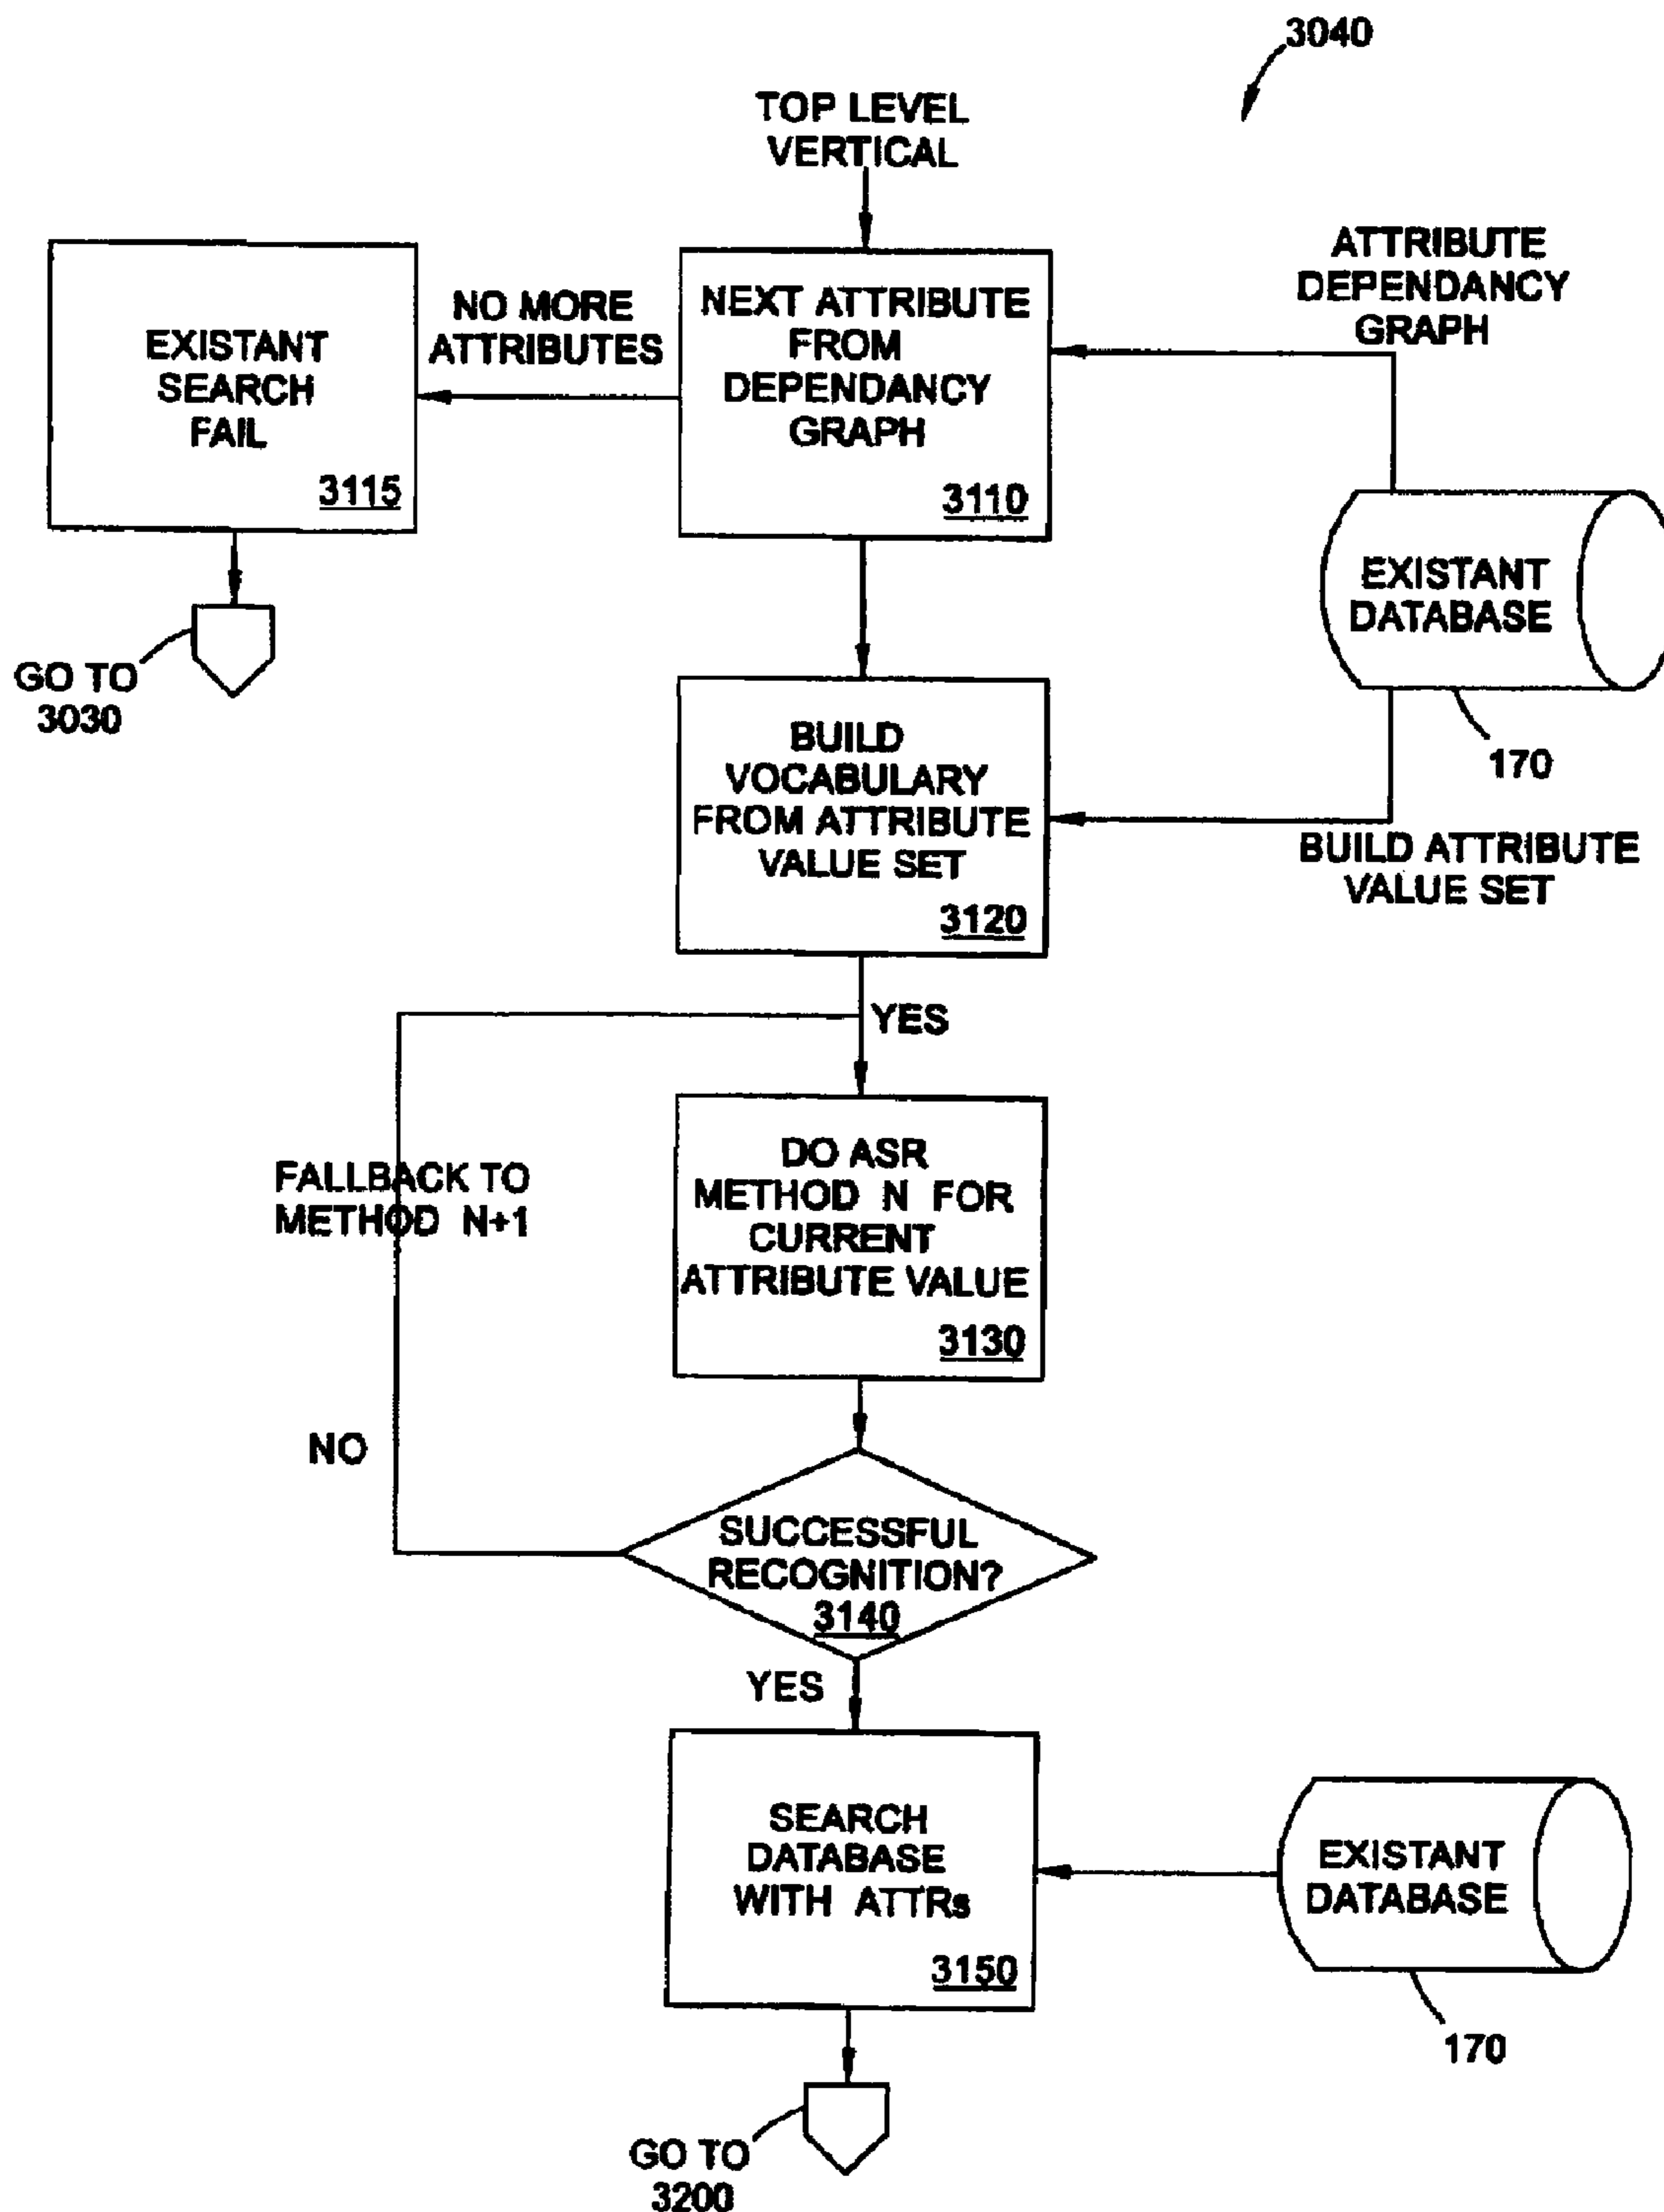 3040
TOP LEVEL
VERTICAL
EXISTANT
SEARCH
FAIL
3115
NO MORE
ATTRIBUTES
NEXT ATTRIBUTE
FROM
DEPENDANCY
GRAPH
3110
ATTRIBUTE
DEPENDANCY
GRAPH
EXISTANT
DATABASE
170
GO TO
3030
BUILD
VOCABULARY
FROM ATTRIBUTE
VALUE SET
3120
BUILD ATTRIBUTE
VALUE SET
YES
FALLBACK TO
METHOD N+1
DO ASR
METHOD N FOR
CURRENT
ATTRIBUTE VALUE
3130
NO
SUCCESSFUL
RECOGNITION?
3140
YES
SEARCH
DATABASE
WITH ATTRs
3150
EXISTANT
DATABASE
170
GO TO
3200